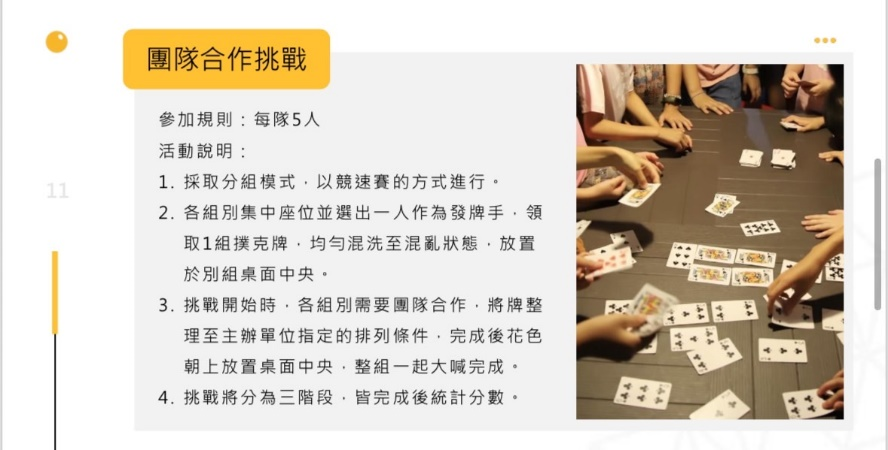 團隊合作挑戰
參加規則：每隊5人
活動說明：
11
1. 採取分組模式，以競速賽的方式進行。
2. 各組別集中座位並選出一人作為發牌手，領
取1組撲克牌，均勻混洗至混亂狀態，放置
於別組桌面中央。
3. 挑戰開始時，各組別需要團隊合作，將牌整
理至主辦單位指定的排列條件，完成後花色
朝上放置桌面中央，整組一起大喊完成。
4. 挑戰將分為三階段，皆完成後統計分數。